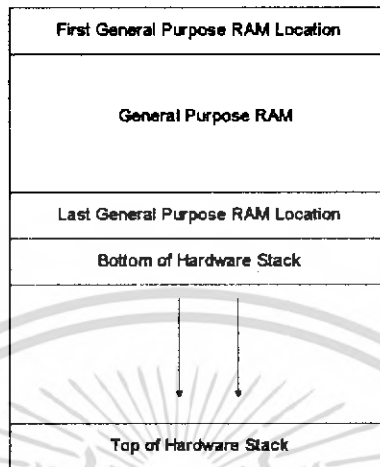 First General Purpose RAM Location
General Purpose RAM
Last General Purpose RAM Location
Bottom of Hardware Stack
Top of Hardware Stack